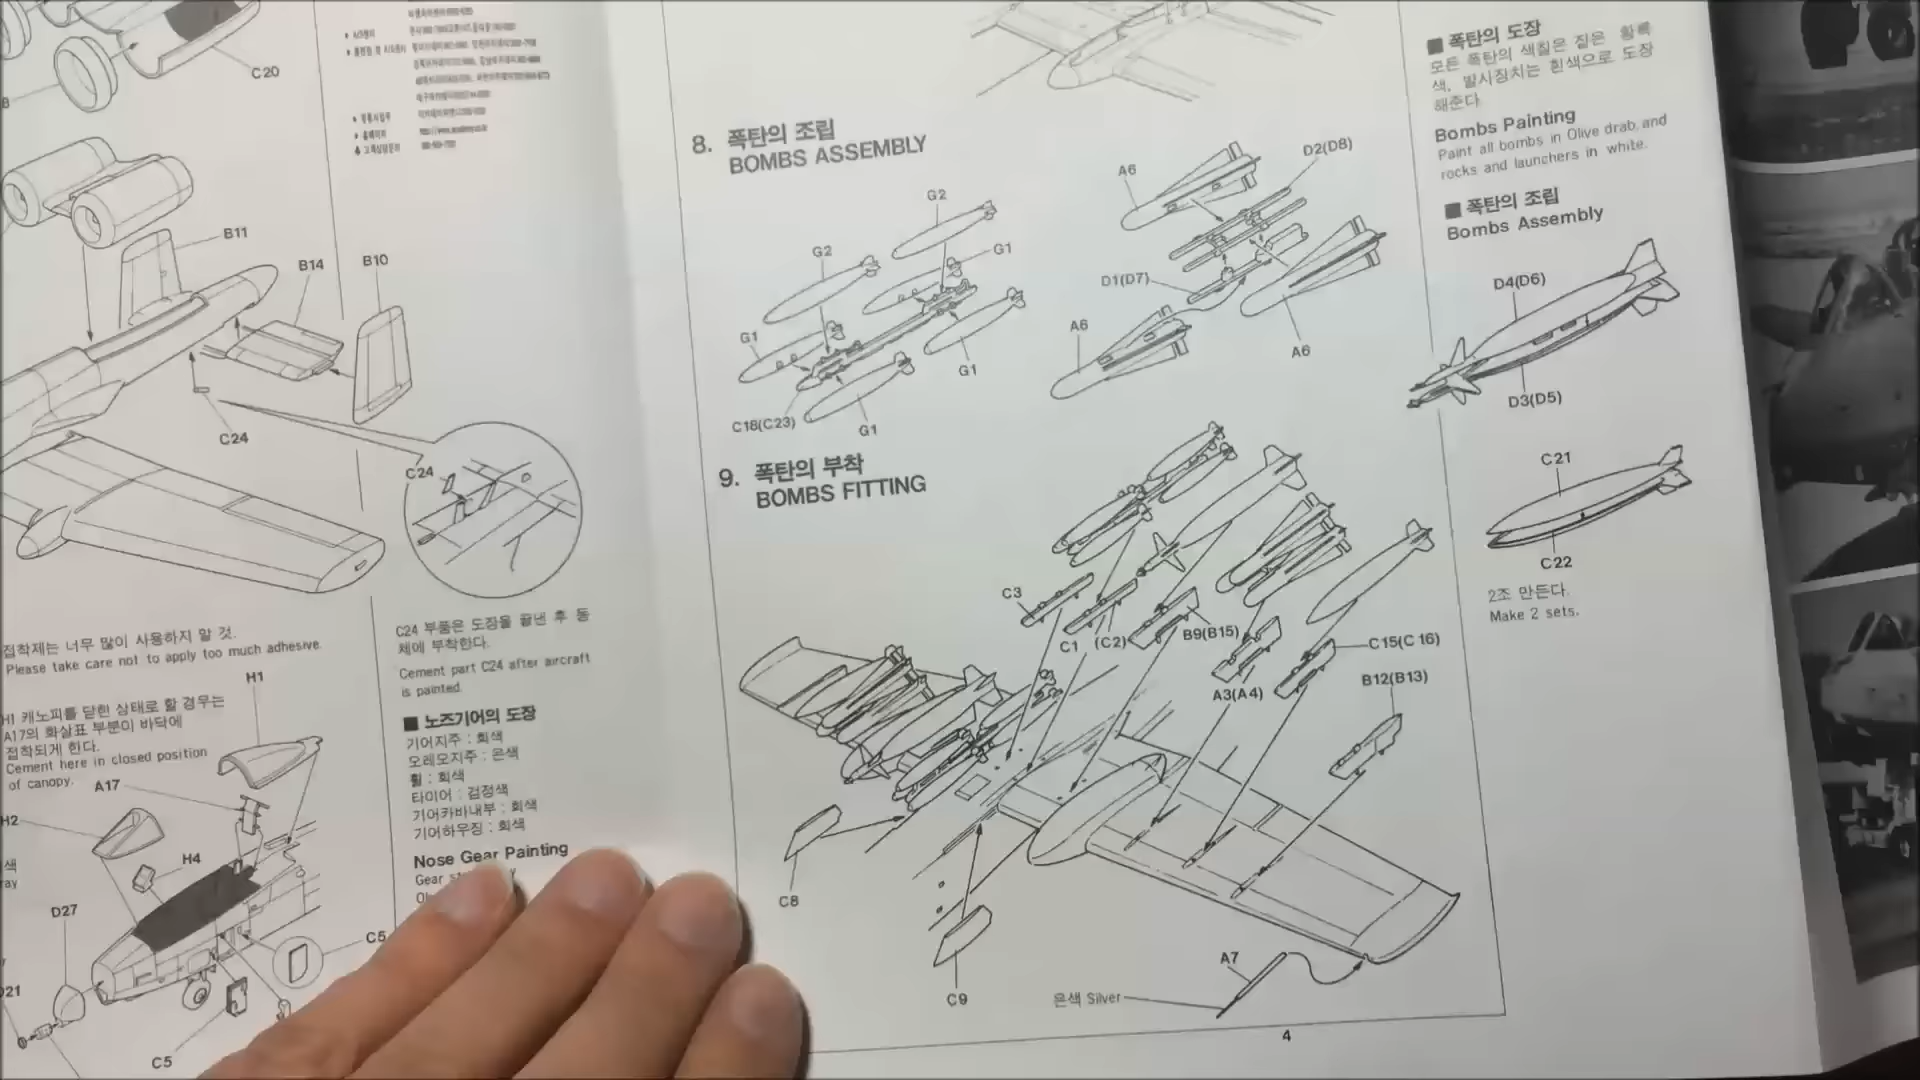 C20
B11
B14
B10
C24
C24
접착제는 너무 많이 사용하지 말 것.
Please take care not to apply too much adhesive.
H1
H1 캐노피를 닫힌 상태로 할 경우는
A17의 화살표 부분이 바닥에
접착되게 한다.
Cement here in closed position
of canopy.
A17
H2
H4
D27
C5
C5
C24 부품은 도장을 끝낸 후 동
체에 부착한다.
Cement part C24 after aircraft
is painted.
■ 노즈기어의 도장
기어지주 : 회색
오레오지주 : 은색
휠 : 회색
타이어 : 검정색
기어카바내부 : 회색
기어하우징 : 회색
Nose Gear Painting
8. 폭탄의 조립
BOMBS ASSEMBLY
G2
G2
G1
G1
G1
G1
C18(C23)
A6
D2(D8)
D1(D7)
A6
A6
9. 폭탄의 부착
BOMBS FITTING
C3
C1
(C2)
B9(B15)
A3(A4)
C15(C16)
B12(B13)
C8
C9
A7
은색 Silver
4
■ 폭탄의 도장
모든 폭탄의 색칠은 짙은 황록
색, 발사장치는 흰색으로 도장
해준다.
Bombs Painting
Paint all bombs in Olive drab, and
rocks and launchers in white.
■ 폭탄의 조립
Bombs Assembly
D4(D6)
D3(D5)
C21
C22
2조 만든다.
Make 2 sets.